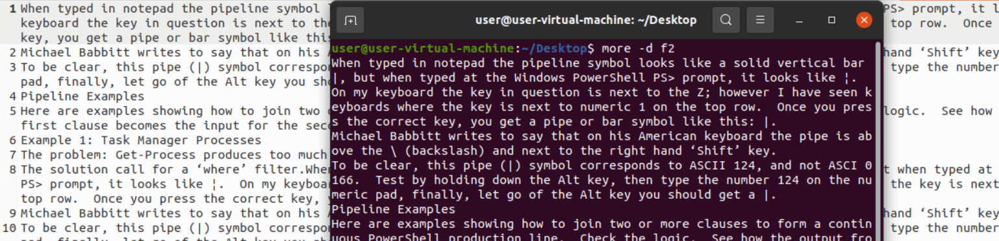 1 When typed in notepad the pipeline symbol
keyboard the key in question is next to the
key, you get a pipe or bar symbol like this
2 Michael Babbitt writes to say that on his
3 To be clear, this pipe (|) symbol
pad, finally, let go of the Alt key you
4 Pipeline Examples
5 Here are examples showing how to join two
first clause becomes the input for the
6 Example 1: Task Manager Processes
7 The problem: Get-Process produces too much
8 The solution call for a ‘where’ filter.
PS> prompt, it looks like ¦.  On my
top row.  Once you press the correct key,
9 Michael Babbitt writes to say that on his
10 To be clear, this pipe (|) symbol
user@user-virtual-machine: ~/Desktop
user@user-virtual-machine:~/Desktop$ more -d f2
When typed in notepad the pipeline symbol looks like a solid vertical bar
|, but when typed at the Windows PowerShell PS> prompt, it looks like ¦.
On my keyboard the key in question is next to the Z; however I have seen k
eyboards where the key is next to numeric 1 on the top row.  Once you pres
s the correct key, you get a pipe or bar symbol like this: |.
Michael Babbitt writes to say that on his American keyboard the pipe is ab
ove the \ (backslash) and next to the right hand ‘Shift’ key.
To be clear, this pipe (|) symbol corresponds to ASCII 124, and not ASCI 0
166.  Test by holding down the Alt key, then type the number 124 on the nu
meric pad, finally, let go of the Alt key you should get a |.
Pipeline Examples
Here are examples showing how to join two or more clauses to form a contin
uous PowerShell production line.  Check the logic.  See how the output fro
PS> prompt, it
top row.  Once
hand ‘Shift’ key
type the number
logic.  See how
when typed at
the key is next
hand ‘Shift’ key
type the number